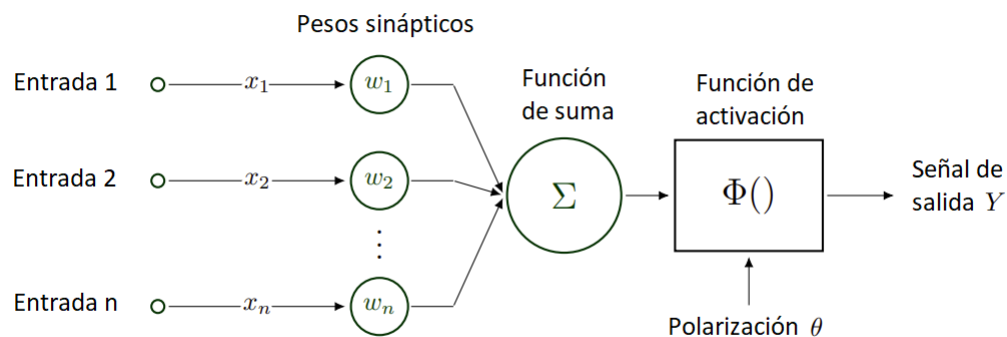 Pesos sinápticos
Entrada 1
x₁
w₁
Función
de suma
Función de
activación
Entrada 2
x₂
w₂
Σ
Φ()
Señal de
salida Y
⋮
Entrada n
xₙ
wₙ
Polarización θ